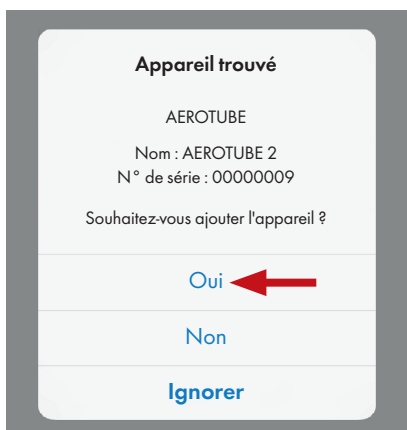 Appareil trouvé
AEROTUBE
Nom : AEROTUBE 2
N° de série : 00000009
Souhaitez-vous ajouter l'appareil ?
Oui
Non
Ignorer